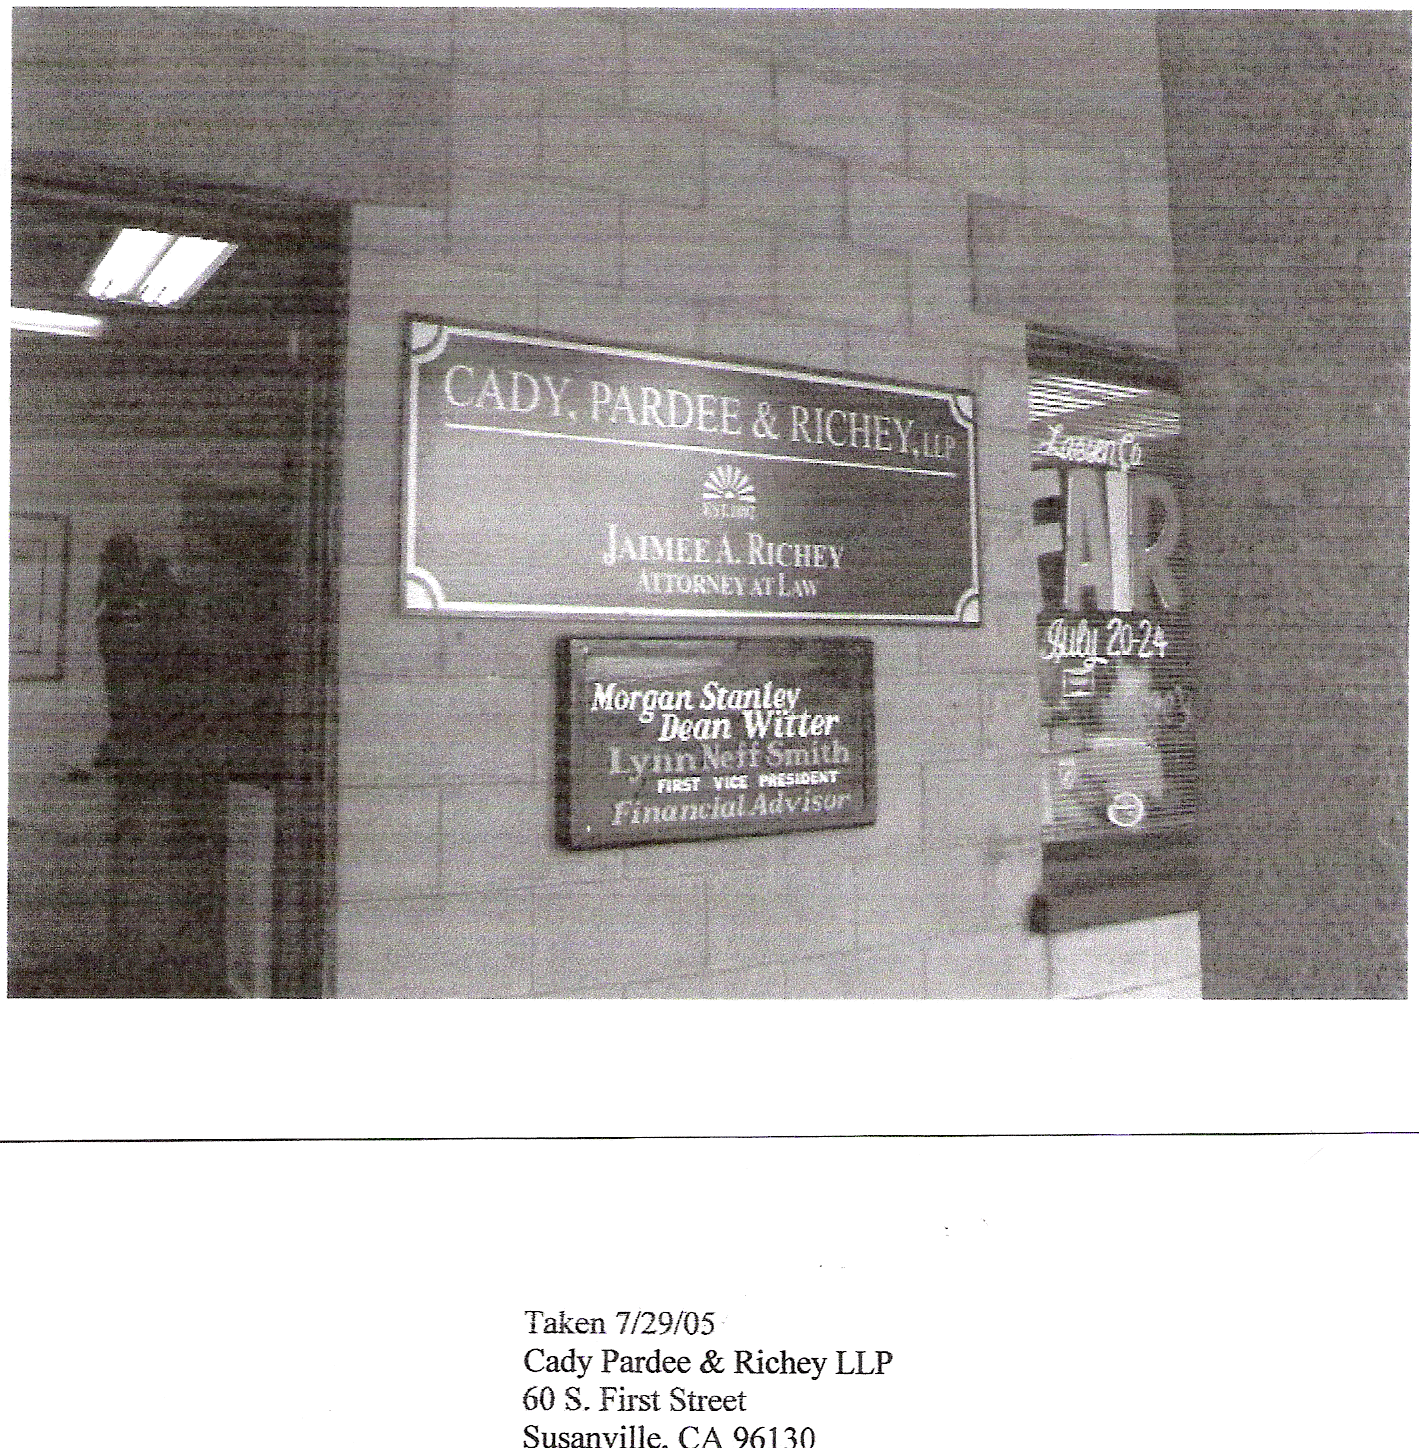 CADY, PARDEE & RICHEY, LLP
JAIMEE A. RICHEY
ATTORNEY AT LAW
Morgan Stanley
Dean Witter
Lynn Neff Smith
FIRST VICE PRESIDENT
Financial Advisor
Lassen Co.
FAIR
July 20-24
Taken 7/29/05
Cady Pardee & Richey LLP
60 S. First Street
Susanville, CA 96130